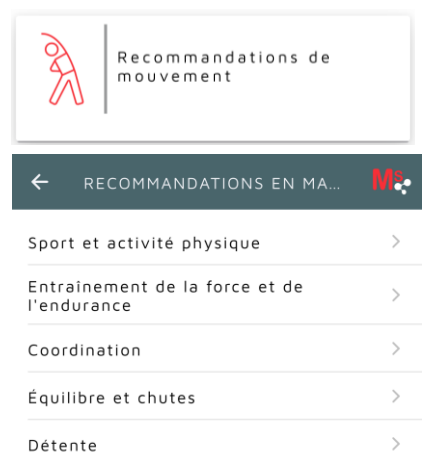 Recommandations de
mouvement
RECOMMANDATIONS EN MA...
Ms
Sport et activité physique
Entraînement de la force et de
l'endurance
Coordination
Équilibre et chutes
Détente